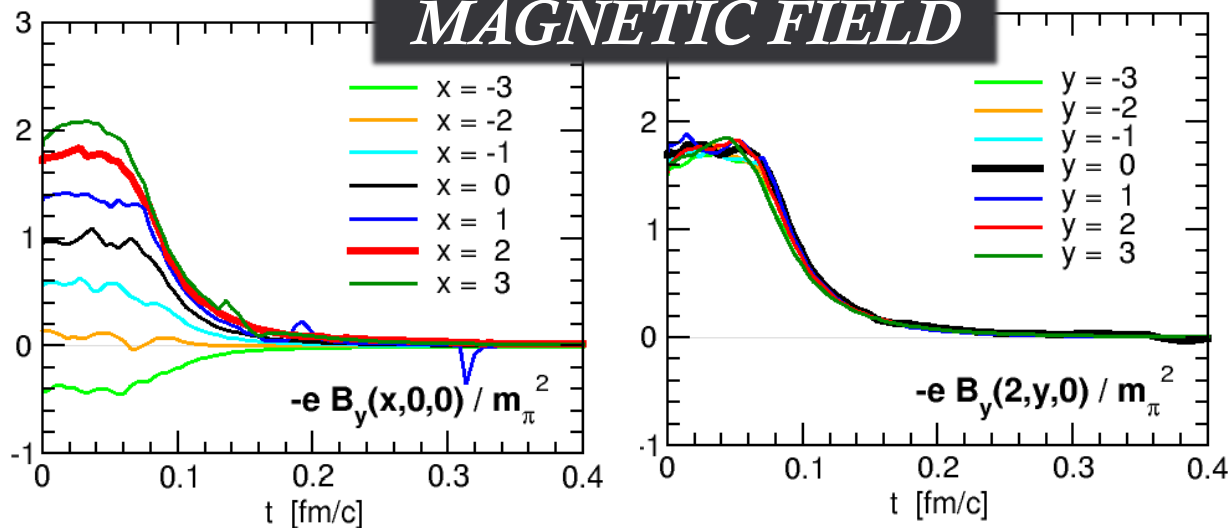 MAGNETIC FIELD
3
2
1
0
-1
x = -3
x = -2
x = -1
x = 0
x = 1
x = 2
x = 3
-e B_y(x,0,0) / m_π^2
0 0.1 0.2 0.3 0.4
t [fm/c]
2
1
0
-1
y = -3
y = -2
y = -1
y = 0
y = 1
y = 2
y = 3
-e B_y(2,y,0) / m_π^2
0 0.1 0.2 0.3 0.4
t [fm/c]